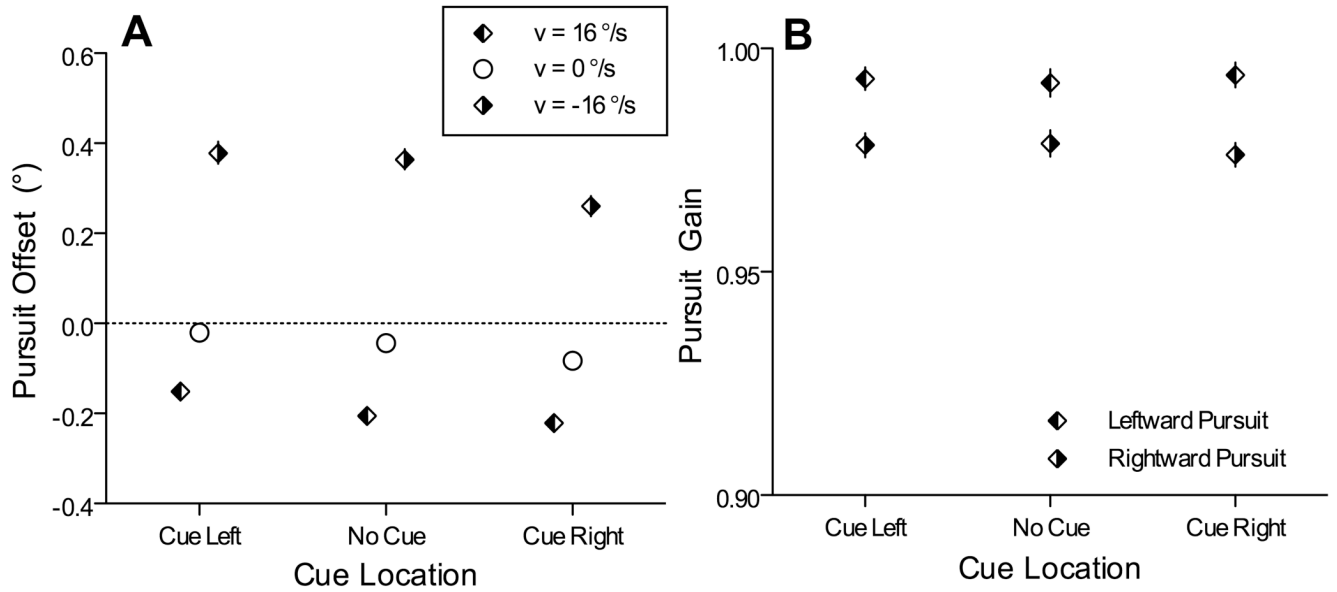 A
v = 16 °/s
v = 0 °/s
v = -16 °/s
0.6
0.4
0.2
0.0
-0.2
-0.4
Pursuit Offset (°)
Cue Left
No Cue
Cue Right
Cue Location
B
1.00
0.95
0.90
Pursuit Gain
Leftward Pursuit
Rightward Pursuit
Cue Left
No Cue
Cue Right
Cue Location